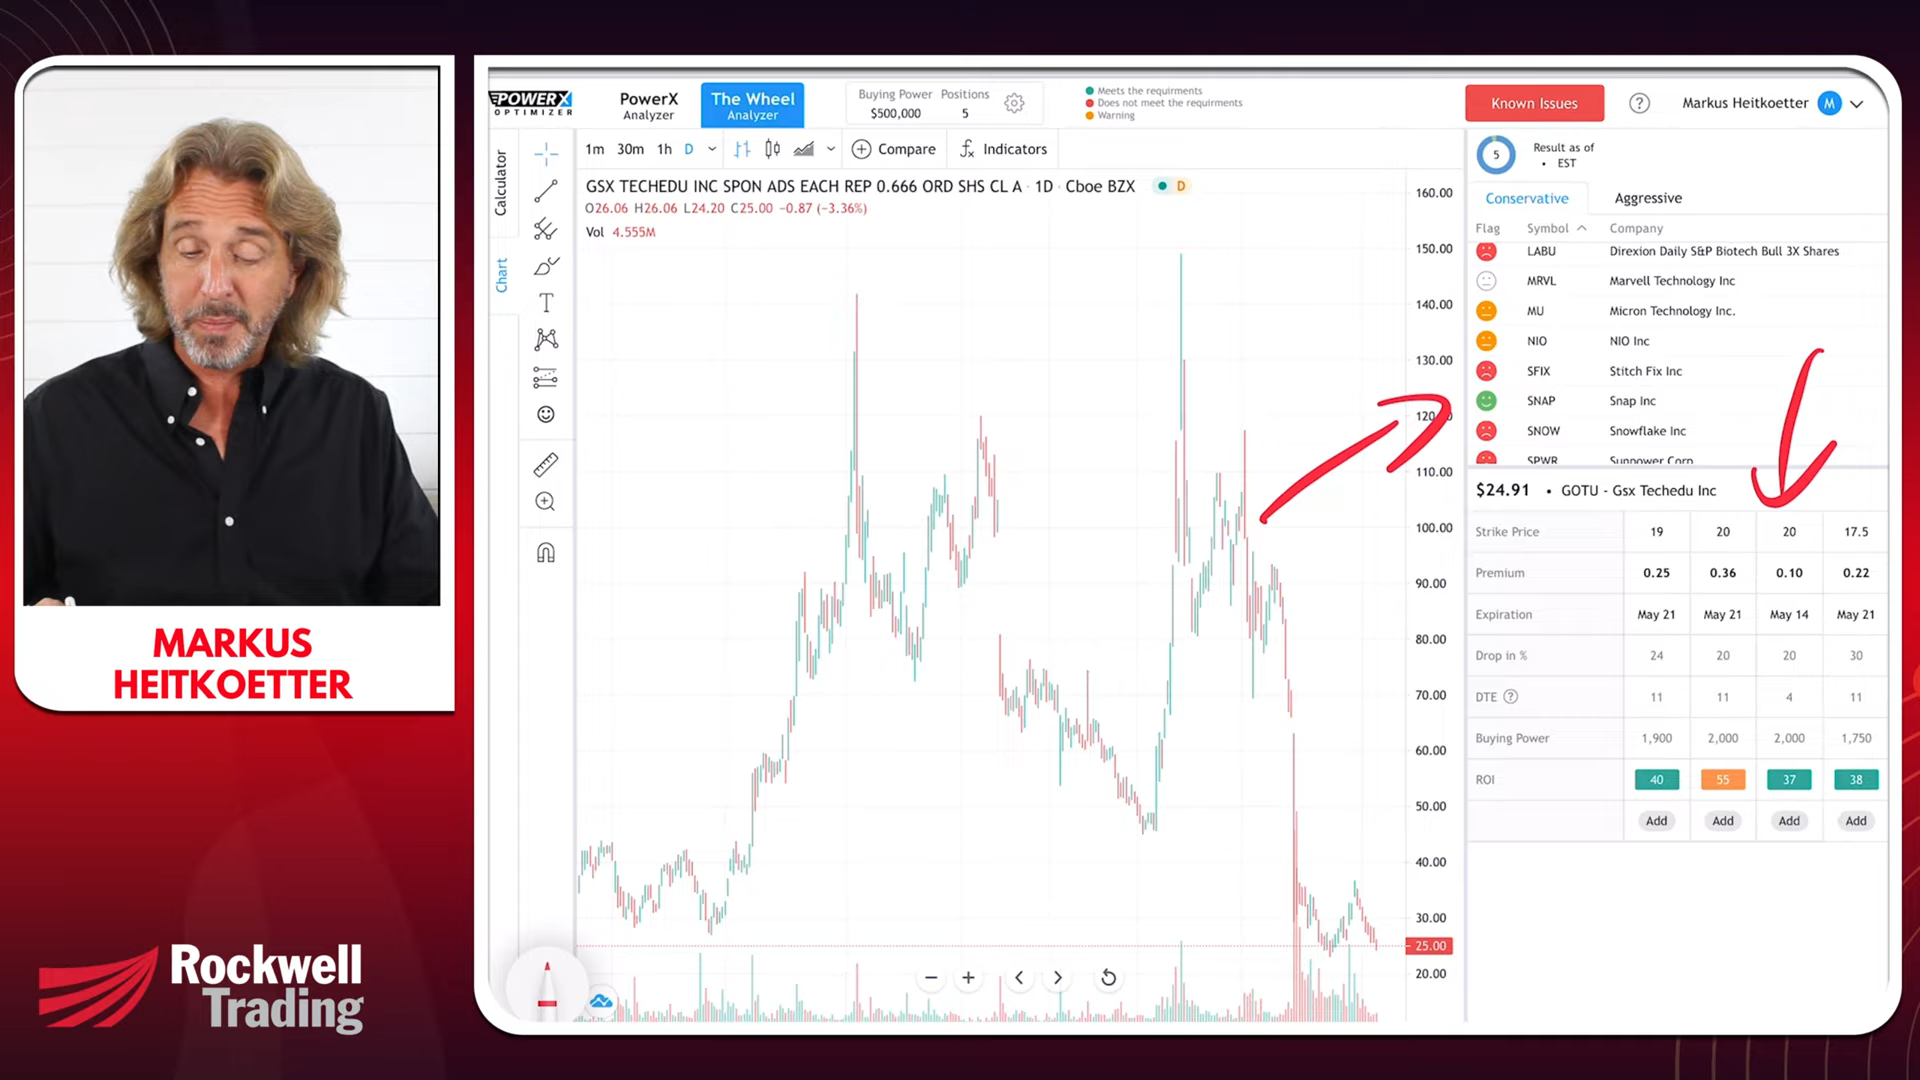 MARKUS
HEITKOETTER
Rockwell
Trading
POWERX
OPTIMIZER
PowerX
Analyzer
The Wheel
Analyzer
Buying Power Positions
$500,000 5
Meets the requirments
Does not meet the requirments
Warning
Known Issues
?
Markus Heitkoetter M
Calculator
Chart
1m 30m 1h D
Compare
Indicators
GSX TECHEDU INC SPON ADS EACH REP 0.666 ORD SHS CL A · 1D · Cboe BZX D
O26.06 H26.06 L24.20 C25.00 -0.87 (-3.36%)
Vol 4.555M
T
160.00
150.00
140.00
130.00
110.00
100.00
90.00
80.00
70.00
60.00
50.00
40.00
30.00
25.00
20.00
5
Result as of
• EST
Conservative Aggressive
Flag Symbol Company
LABU Direxion Daily S&P Biotech Bull 3X Shares
MRVL Marvell Technology Inc
MU Micron Technology Inc.
NIO NIO Inc
SFIX Stitch Fix Inc
SNAP Snap Inc
SNOW Snowflake Inc
SPWR Sunpower Corp
$24.91 • GOTU - Gsx Techedu Inc
Strike Price 19 20 20 17.5
Premium 0.25 0.36 0.10 0.22
Expiration May 21 May 21 May 14 May 21
Drop in % 24 20 20 30
DTE ? 11 11 4 11
Buying Power 1,900 2,000 2,000 1,750
ROI 40 55 37 38
Add Add Add Add